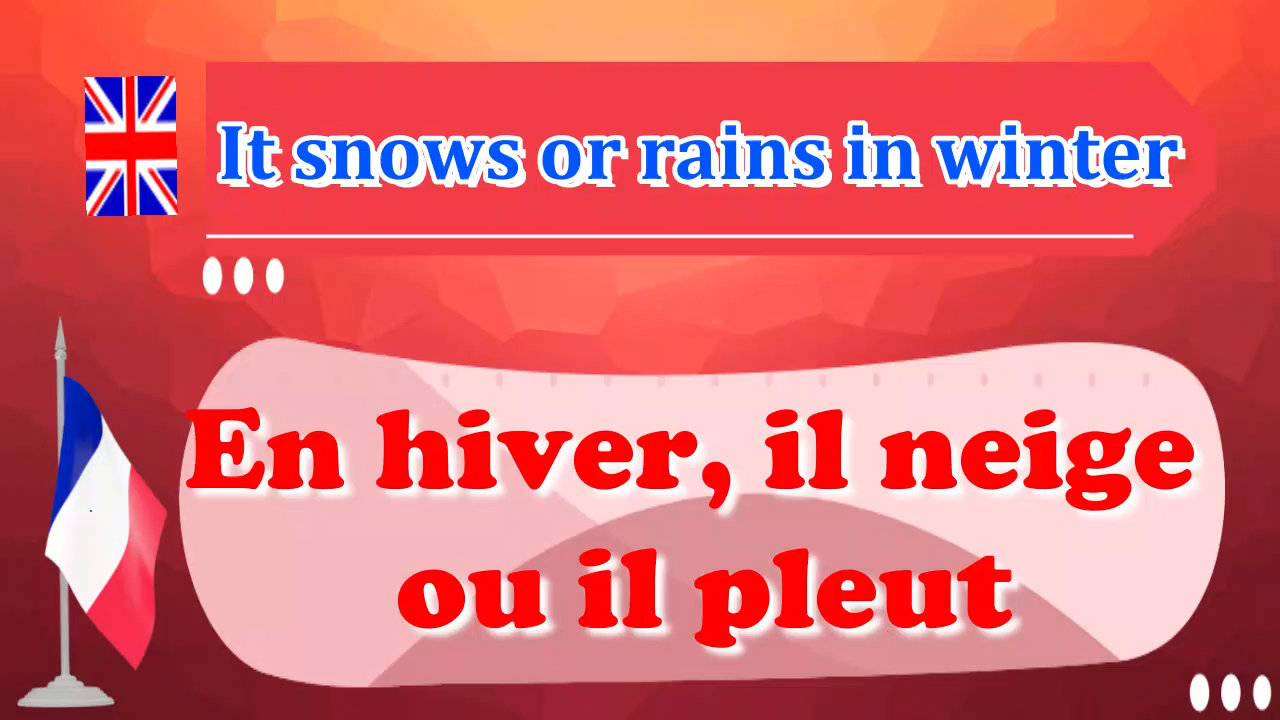 It snows or rains in winter
En hiver, il neige
ou il pleut